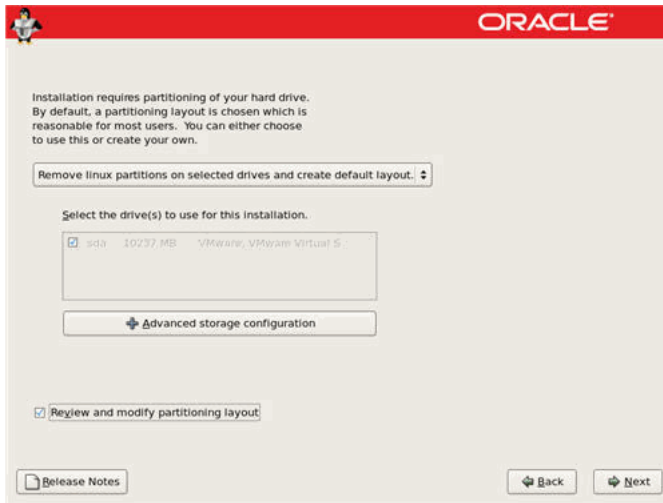 ORACLE
Installation requires partitioning of your hard drive.
By default, a partitioning layout is chosen which is
reasonable for most users. You can either choose
to use this or create your own.
Remove linux partitions on selected drives and create default layout.
Select the drive(s) to use for this installation.
sda 10237 MB VMware, VMware Virtual S
Advanced storage configuration
Review and modify partitioning layout
Release Notes
Back
Next